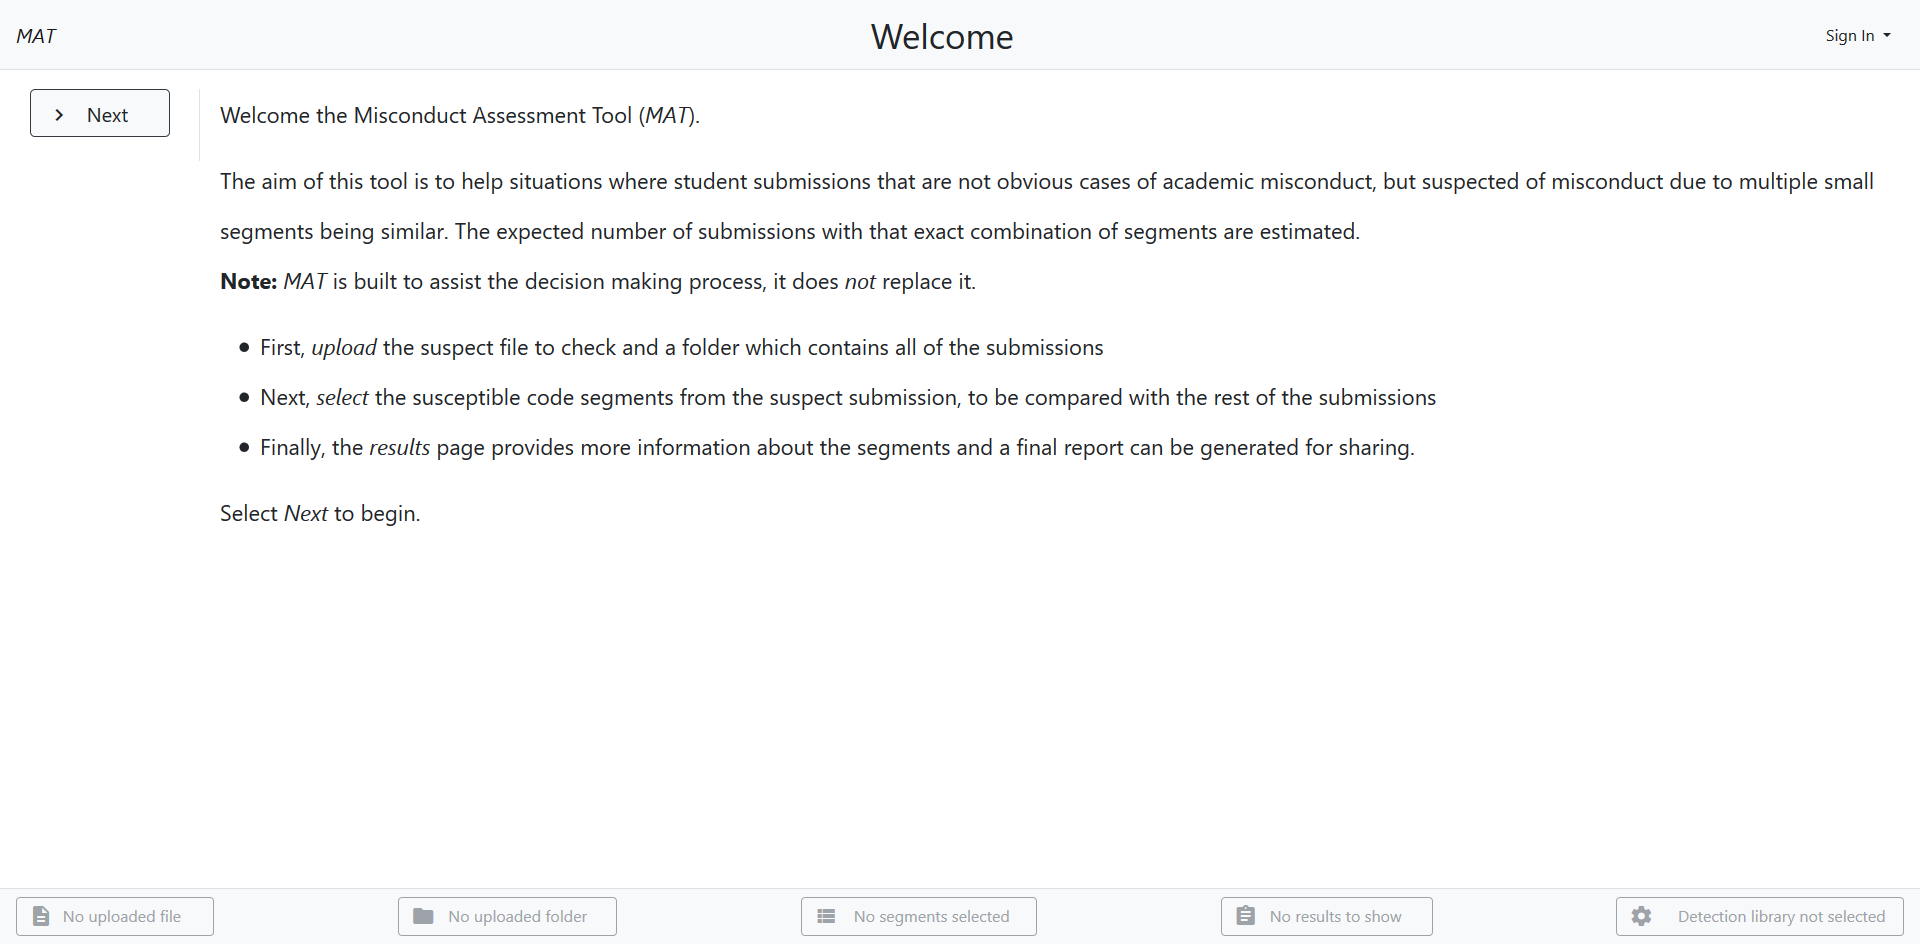 MAT
Welcome
Sign In
Next
Welcome the Misconduct Assessment Tool (MAT).
The aim of this tool is to help situations where student submissions that are not obvious cases of academic misconduct, but suspected of misconduct due to multiple small
segments being similar. The expected number of submissions with that exact combination of segments are estimated.
Note: MAT is built to assist the decision making process, it does not replace it.
First, upload the suspect file to check and a folder which contains all of the submissions
Next, select the susceptible code segments from the suspect submission, to be compared with the rest of the submissions
Finally, the results page provides more information about the segments and a final report can be generated for sharing.
Select Next to begin.
No uploaded file
No uploaded folder
No segments selected
No results to show
Detection library not selected